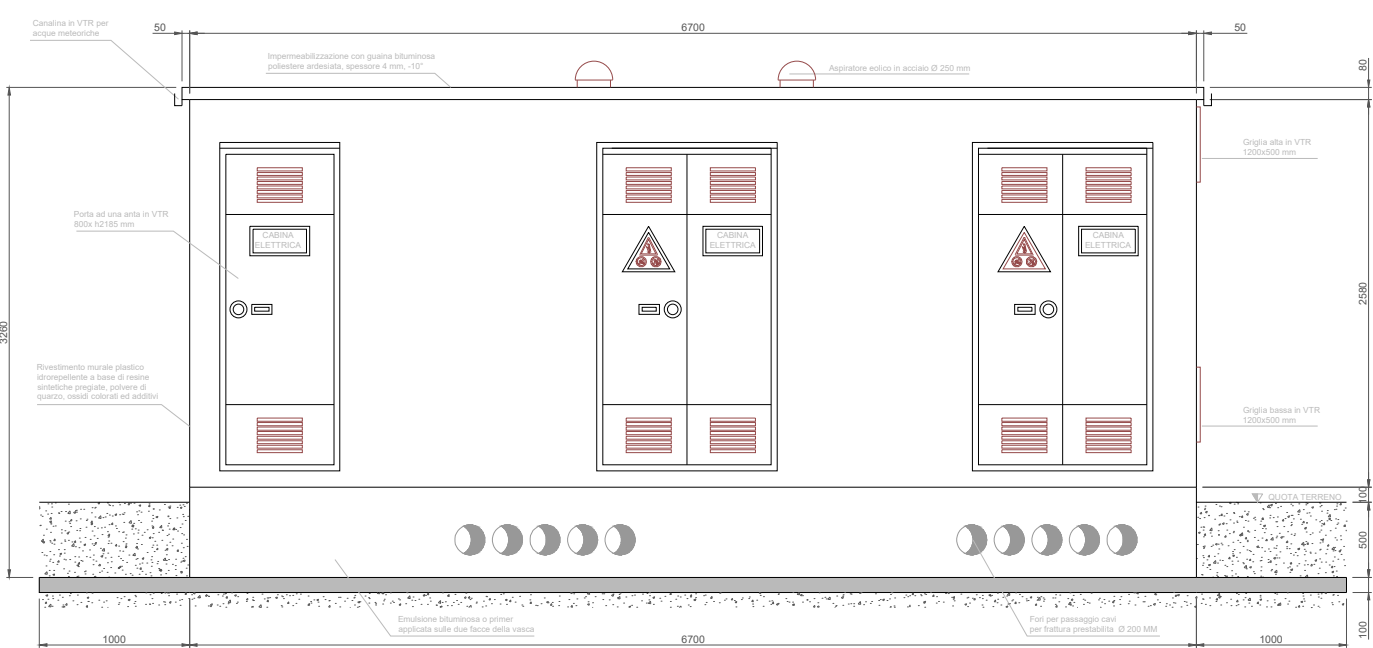 Canalina in VTR per
acque meteoriche
50
6700
50
Impermeabilizzazione con guaina bituminosa
poliestere ardesiata, spessore 4 mm, -10°
Aspiratore eolico in acciaio Ø 250 mm
80
Griglia alta in VTR
1200x500 mm
Porta ad una anta in VTR
800x h2185 mm
CABINA
ELETTRICA
CABINA
ELETTRICA
CABINA
ELETTRICA
3260
2580
Rivestimento murale plastico
idrorepellente a base di resine
sintetiche pregiate, polvere di
quarzo, ossidi colorati ed additivi
Griglia bassa in VTR
1200x500 mm
QUOTA TERRENO
100
500
Emulsione bituminosa o primer
applicata sulle due facce della vasca
Fori per passaggio cavi
per frattura prestabilita Ø 200 MM
100
1000
6700
1000